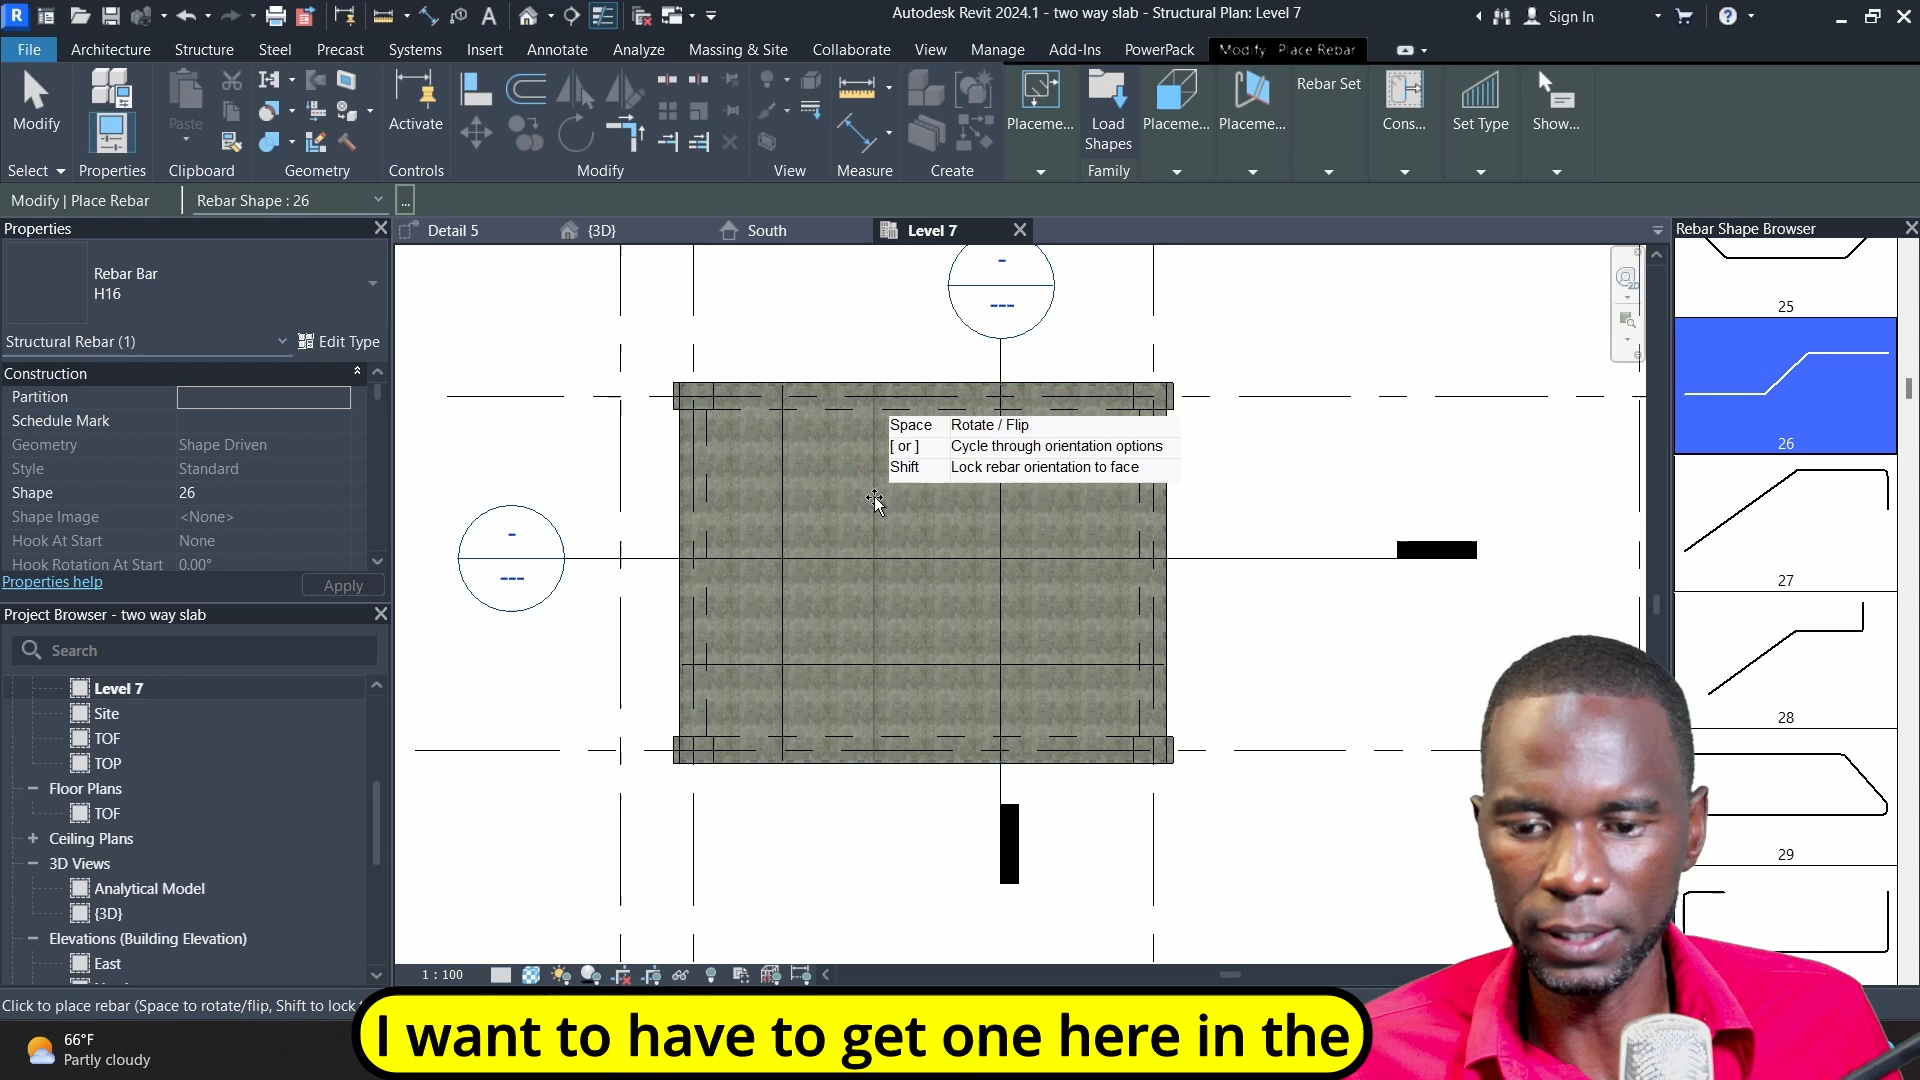 R
A
Autodesk Revit 2024.1 - two way slab - Structural Plan: Level 7
Sign In
?
File Architecture Structure Steel Precast Systems Insert Annotate Analyze Massing & Site Collaborate View Manage Add-Ins PowerPack Modify Place Rebar
Modify
Paste
Activate
Placeme...
Load
Shapes
Placeme...
Placeme...
Rebar Set
Cons...
Set Type
Show...
Select Properties Clipboard Geometry Controls Modify View Measure Create Family
Modify | Place Rebar
Rebar Shape : 26
...
Properties
Detail 5
{3D}
South
Level 7
Rebar Shape Browser
Rebar Bar
H16
Structural Rebar (1)
Edit Type
Construction
Partition
Schedule Mark
Geometry Shape Driven
Style Standard
Shape 26
Shape Image <None>
Hook At Start None
Hook Rotation At Start 0.00°
Properties help
Apply
Project Browser - two way slab
Search
Level 7
Site
TOF
TOP
Floor Plans
TOF
Ceiling Plans
3D Views
Analytical Model
{3D}
Elevations (Building Elevation)
East
-
---
-
---
Space Rotate / Flip
[ or ] Cycle through orientation options
Shift Lock rebar orientation to face
2D
25
26
27
28
29
1 : 100
Click to place rebar (Space to rotate/flip, Shift to lock
66°F
Partly cloudy
I want to have to get one here in the